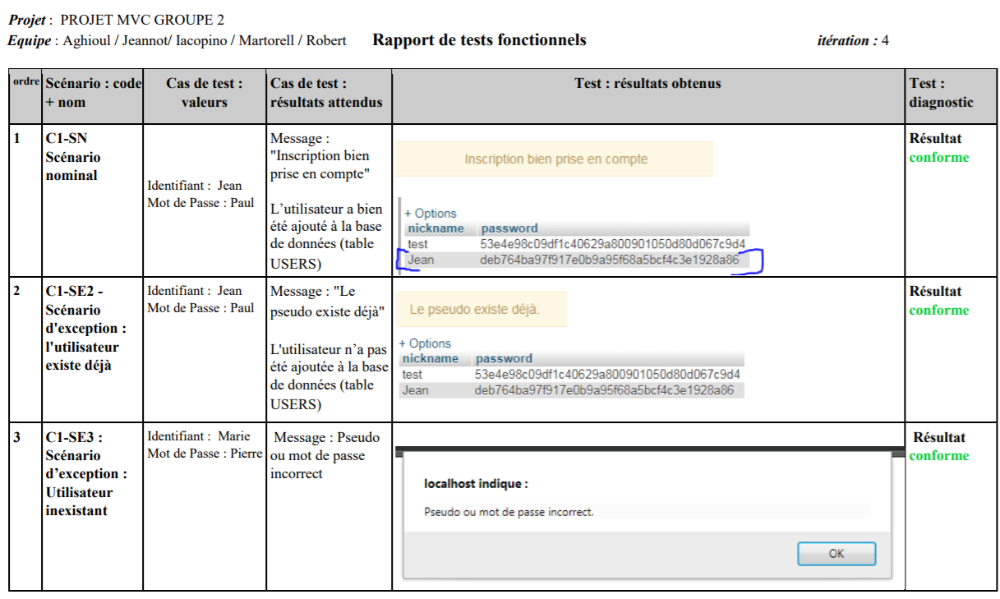 Projet : PROJET MVC GROUPE 2
Equipe : Aghioul / Jeannot/ Iacopino / Martorell / Robert Rapport de tests fonctionnels itération : 4
ordre
Scénario : code
+ nom
Cas de test :
valeurs
Cas de test :
résultats attendus
Test : résultats obtenus
Test :
diagnostic
1
C1-SN
Scénario
nominal
Identifiant : Jean
Mot de Passe : Paul
Message :
"Inscription bien
prise en compte"
L’utilisateur a bien
été ajouté à la base
de données (table
USERS)
Inscription bien prise en compte
+ Options
nickname password
test 53e4e98c09df1c40629a800901050d80d067c9d4
Jean deb764ba97f917e0b9a95f68a5bcf4c3e1928a86
Résultat
conforme
2
C1-SE2 -
Scénario
d'exception :
l'utilisateur
existe déjà
Identifiant : Jean
Mot de Passe : Paul
Message : "Le
pseudo existe déjà"
L'utilisateur n’a pas
été ajoutée à la base
de données (table
USERS)
Le pseudo existe déjà.
+ Options
nickname password
test 53e4e98c09df1c40629a800901050d80d067c9d4
Jean deb764ba97f917e0b9a95f68a5bcf4c3e1928a86
Résultat
conforme
3
C1-SE3 :
Scénario
d’exception :
Utilisateur
inexistant
Identifiant : Marie
Mot de Passe : Pierre
Message : Pseudo
ou mot de passe
incorrect
localhost indique :
Pseudo ou mot de passe incorrect.
OK
Résultat
conforme